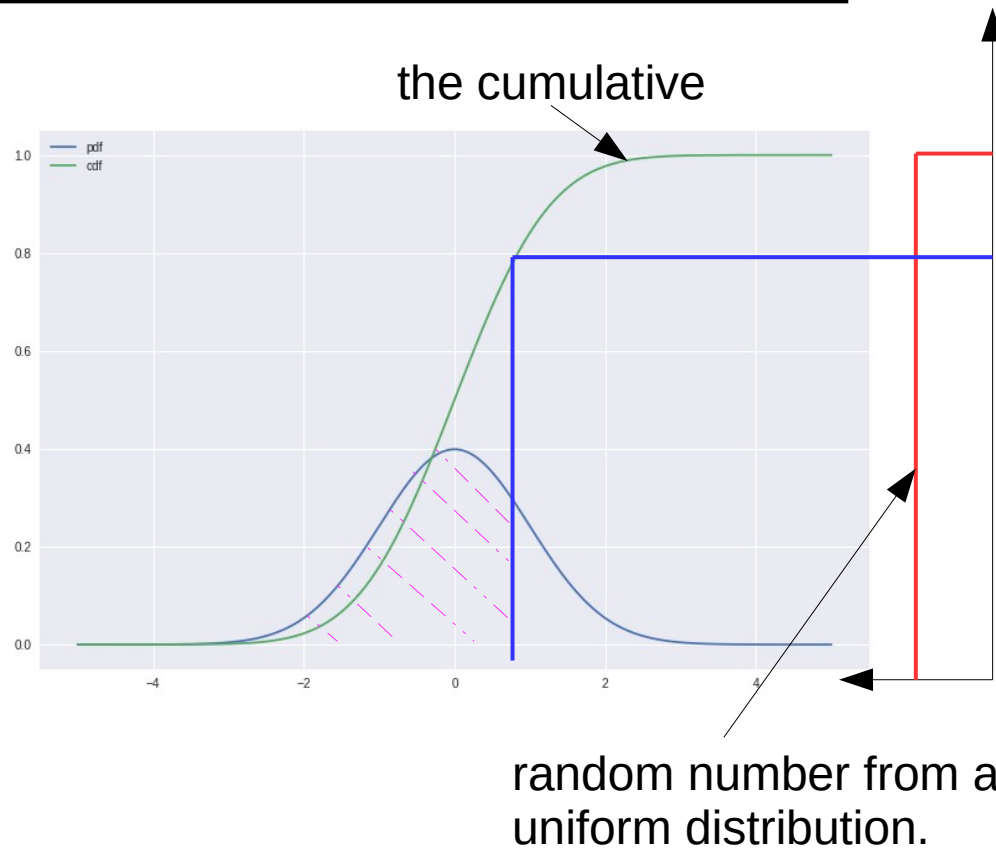 the cumulative
pdf
cdf
1.0
0.8
0.6
0.4
0.2
0.0
−4
−2
0
2
4
random number from a
uniform distribution.